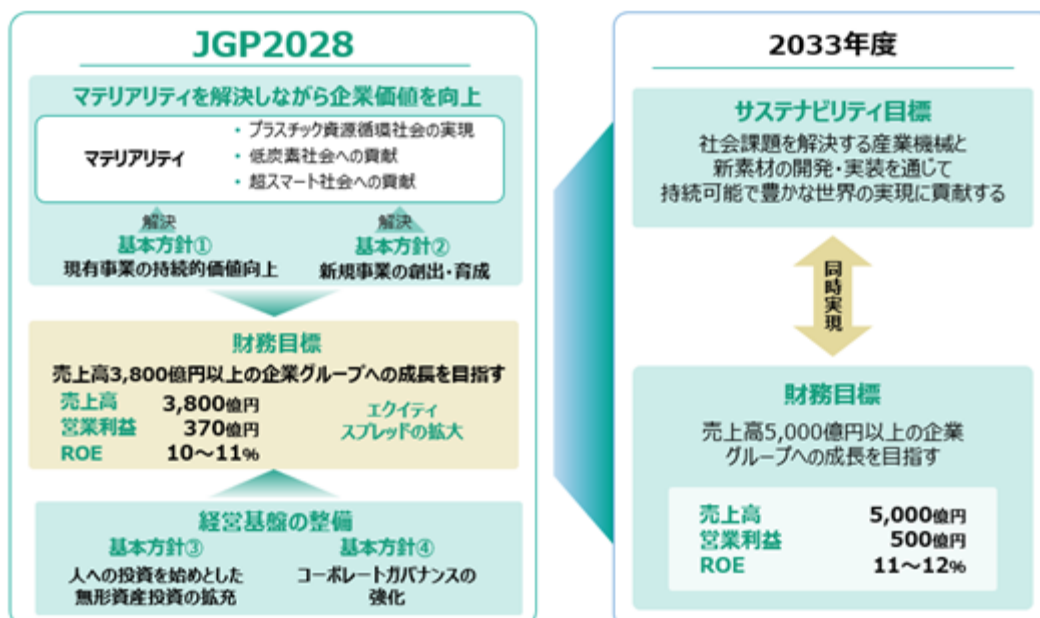 JGP2028
マテリアリティを解決しながら企業価値を向上
マテリアリティ
• プラスチック資源循環社会の実現
• 低炭素社会への貢献
• 超スマート社会への貢献
解決
基本方針①
現有事業の持続的価値向上
解決
基本方針②
新規事業の創出・育成
財務目標
売上高3,800億円以上の企業グループへの成長を目指す
売上高 3,800億円
営業利益 370億円
ROE 10～11%
エクイティ
スプレッドの拡大
経営基盤の整備
基本方針③
人への投資を始めとした
無形資産投資の拡充
基本方針④
コーポレートガバナンスの
強化
2033年度
サステナビリティ目標
社会課題を解決する産業機械と
新素材の開発・実装を通じて
持続可能で豊かな世界の実現に貢献する
同時実現
財務目標
売上高5,000億円以上の企業
グループへの成長を目指す
売上高 5,000億円
営業利益 500億円
ROE 11～12%